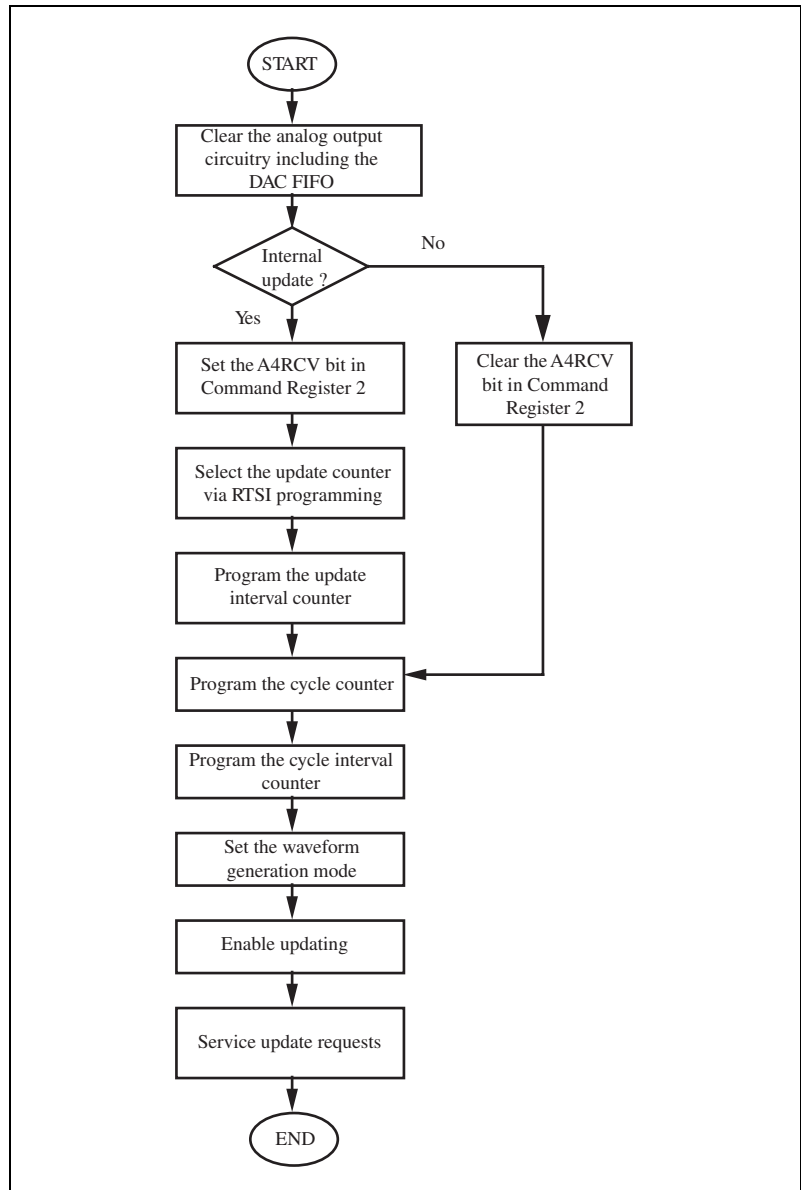 START
Clear the analog output
circuitry including the
DAC FIFO
Internal
update ?
No
Yes
Set the A4RCV bit in
Command Register 2
Clear the A4RCV
bit in Command
Register 2
Select the update counter
via RTSI programming
Program the update
interval counter
Program the cycle counter
Program the cycle interval
counter
Set the waveform
generation mode
Enable updating
Service update requests
END